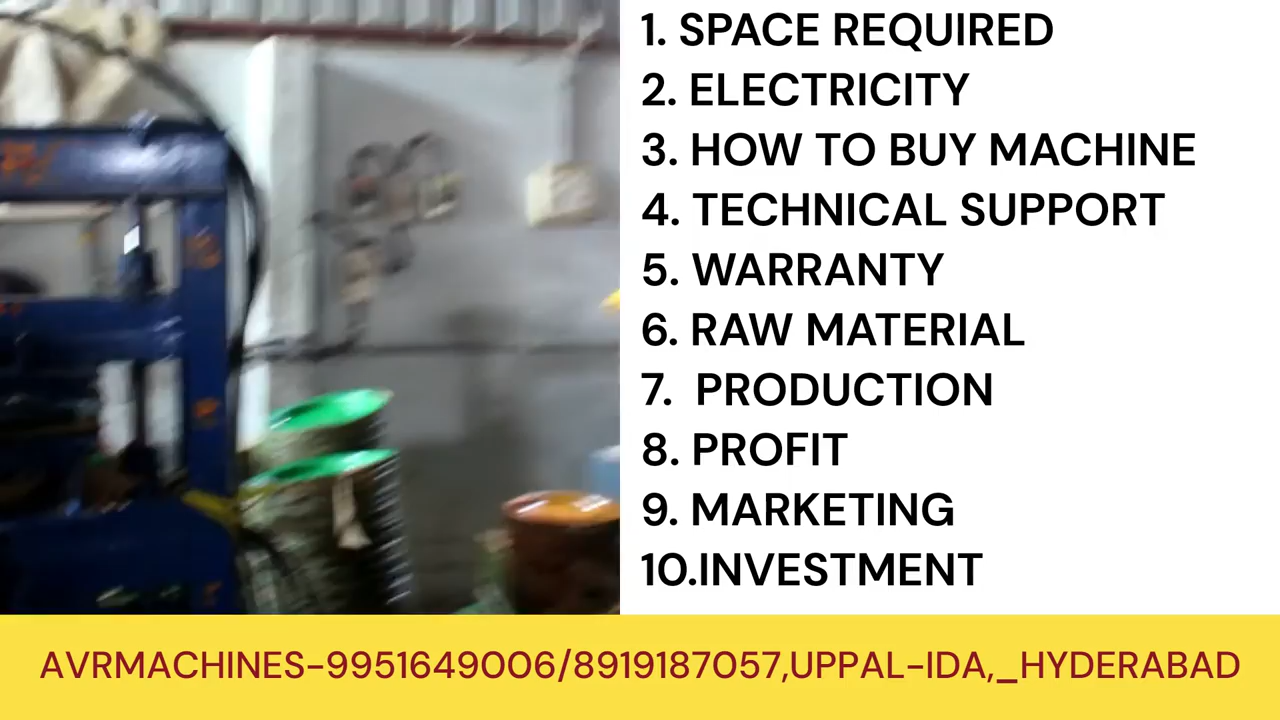 1. SPACE REQUIRED
2. ELECTRICITY
3. HOW TO BUY MACHINE
4. TECHNICAL SUPPORT
5. WARRANTY
6. RAW MATERIAL
7. PRODUCTION
8. PROFIT
9. MARKETING
10.INVESTMENT
AVRMACHINES-9951649006/8919187057,UPPAL-IDA,_HYDERABAD